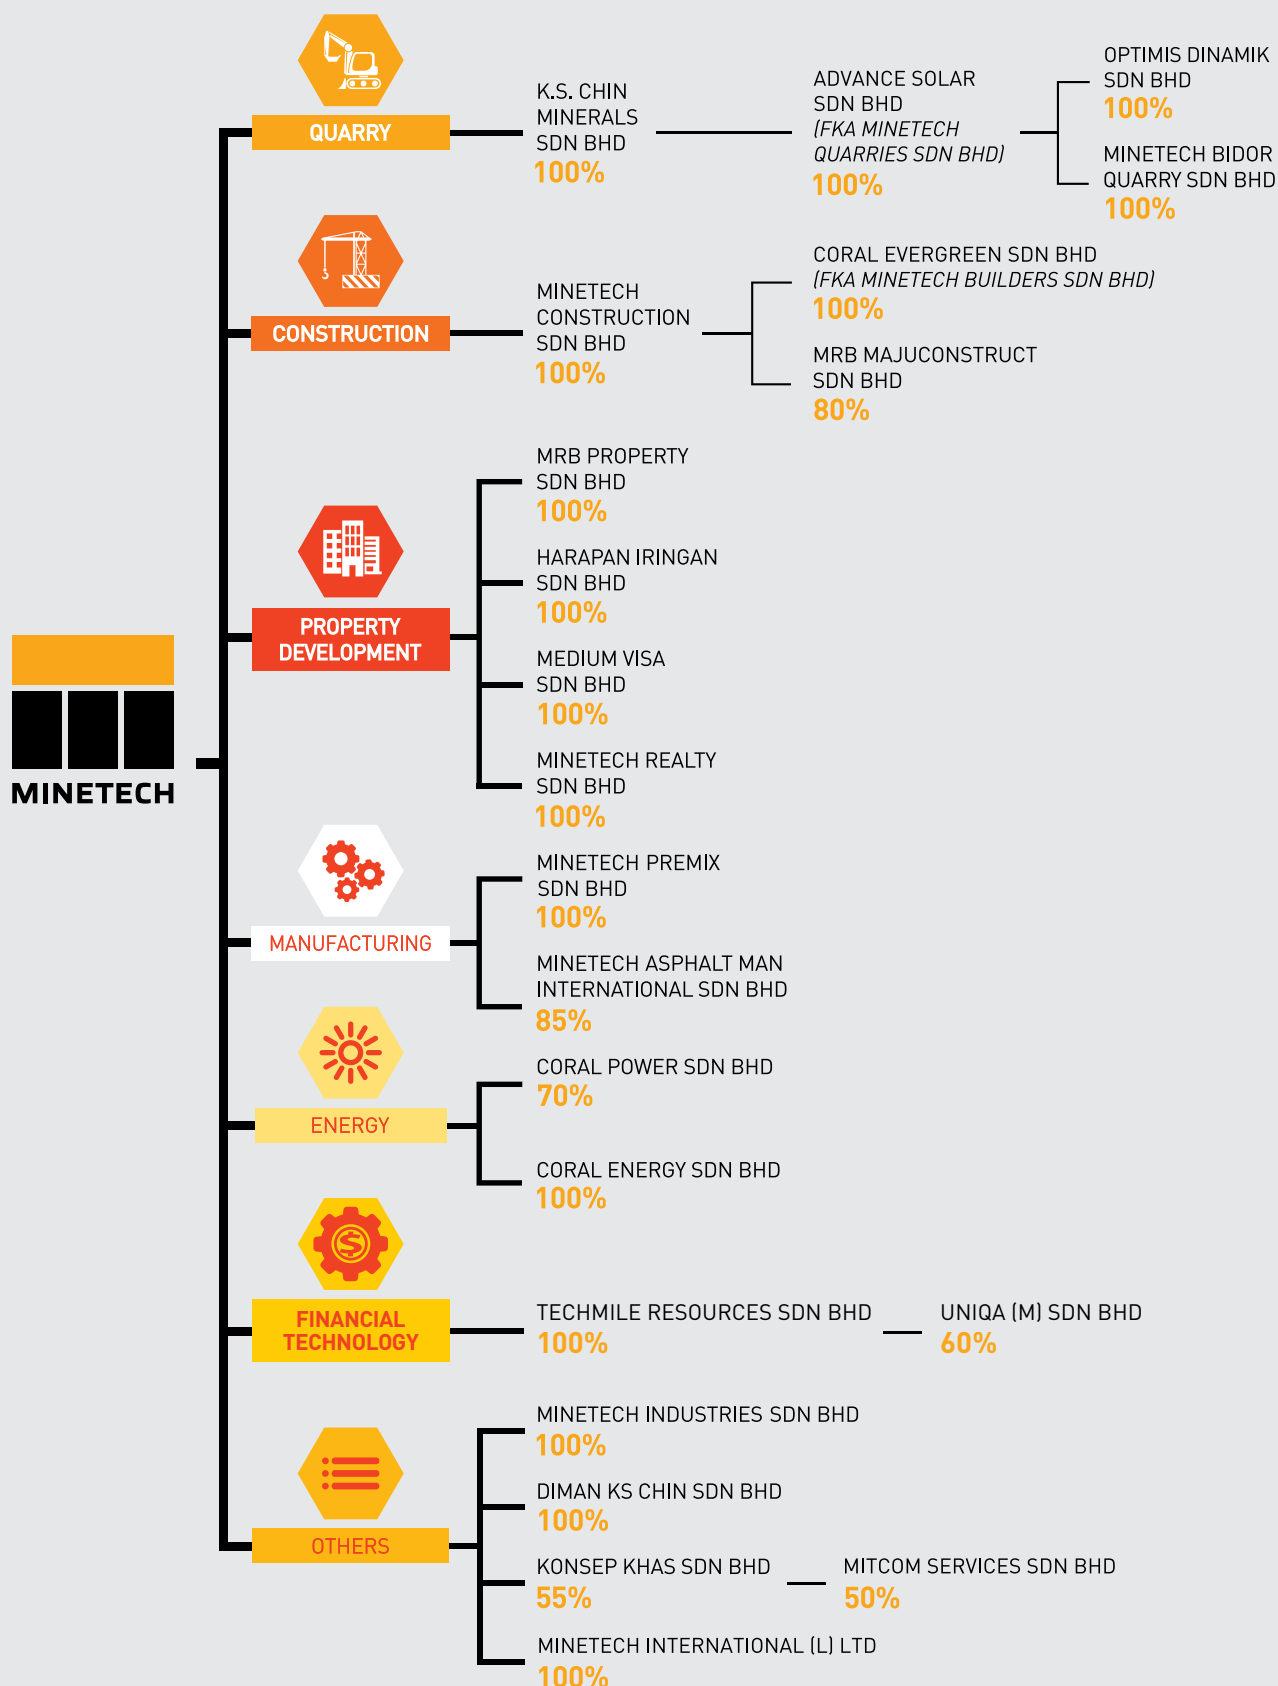 MINETECH
QUARRY
K.S. CHIN
MINERALS
SDN BHD
100%
ADVANCE SOLAR
SDN BHD
(FKA MINETECH
QUARRIES SDN BHD)
100%
OPTIMIS DINAMIK
SDN BHD
100%
MINETECH BIDOR
QUARRY SDN BHD
100%
CONSTRUCTION
MINETECH
CONSTRUCTION
SDN BHD
100%
CORAL EVERGREEN SDN BHD
(FKA MINETECH BUILDERS SDN BHD)
100%
MRB MAJUCONSTRUCT
SDN BHD
80%
PROPERTY
DEVELOPMENT
MRB PROPERTY
SDN BHD
100%
HARAPAN IRINGAN
SDN BHD
100%
MEDIUM VISA
SDN BHD
100%
MINETECH REALTY
SDN BHD
100%
MANUFACTURING
MINETECH PREMIX
SDN BHD
100%
MINETECH ASPHALT MAN
INTERNATIONAL SDN BHD
85%
ENERGY
CORAL POWER SDN BHD
70%
CORAL ENERGY SDN BHD
100%
$
FINANCIAL
TECHNOLOGY
TECHMILE RESOURCES SDN BHD
100%
UNIQA (M) SDN BHD
60%
OTHERS
MINETECH INDUSTRIES SDN BHD
100%
DIMAN KS CHIN SDN BHD
100%
KONSEP KHAS SDN BHD
55%
MITCOM SERVICES SDN BHD
50%
MINETECH INTERNATIONAL (L) LTD
100%